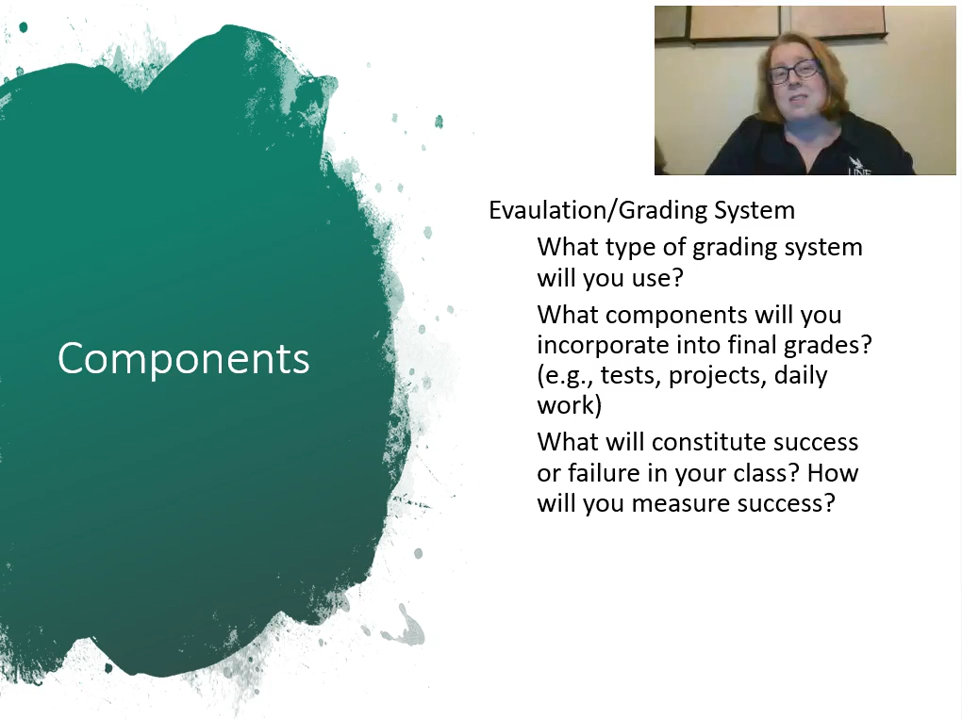 Evaulation/Grading System
What type of grading system
will you use?
What components will you
incorporate into final grades?
(e.g., tests, projects, daily
work)
What will constitute success
or failure in your class? How
will you measure success?
Components